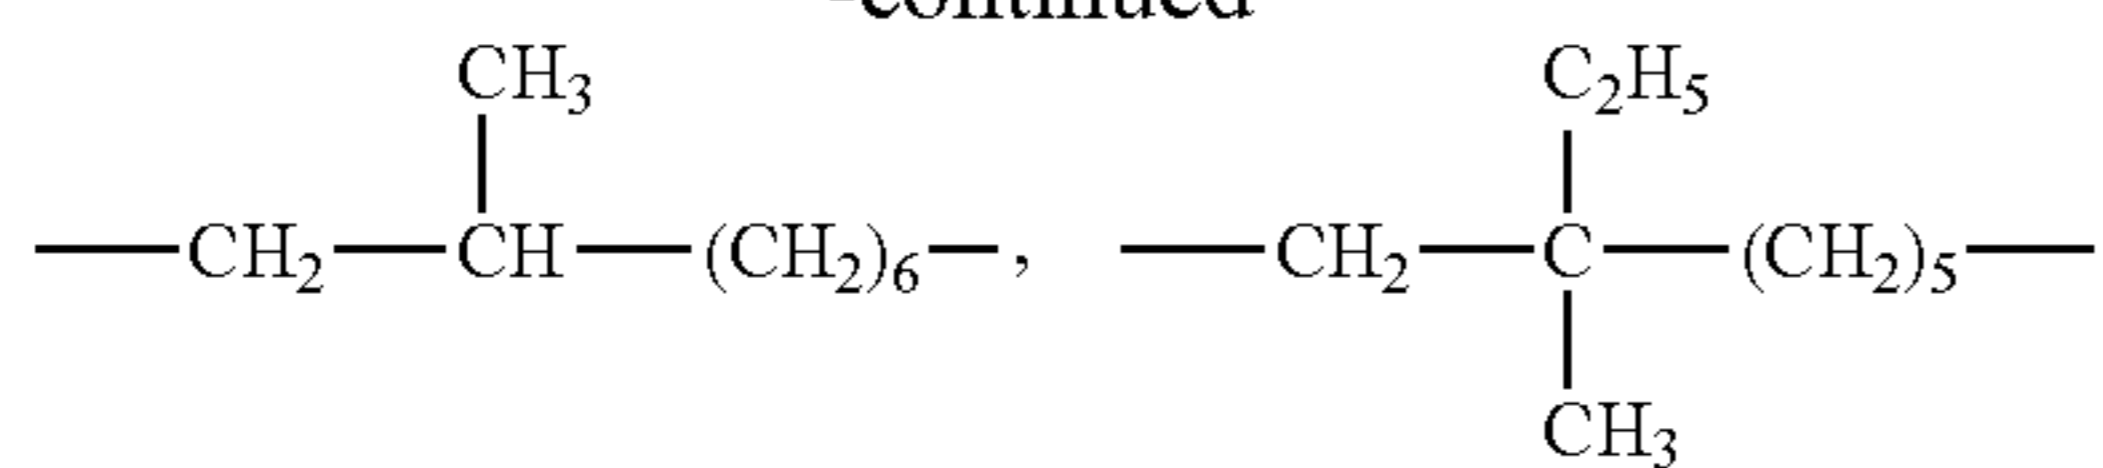 -continued
CH₃ C₂H₅
—CH₂—CH—(CH₂)₆—, —CH₂—C—(CH₂)₅—
CH₃